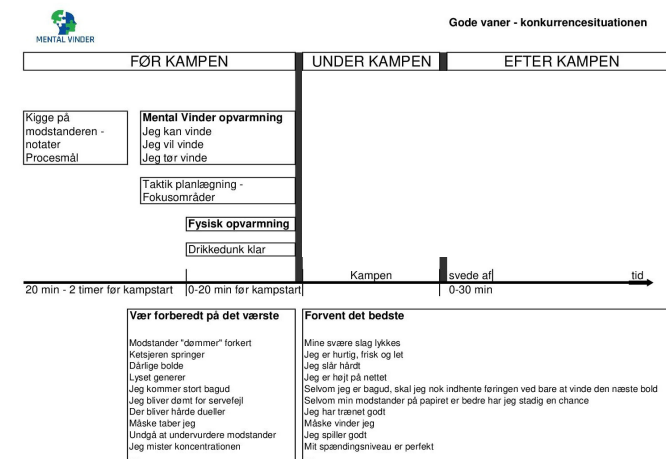 MENTAL VINDER
Gode vaner - konkurrencesituationen
FØR KAMPEN
UNDER KAMPEN
EFTER KAMPEN
Kigge på
modstanderen -
notater
Procesmål
Mental Vinder opvarmning
Jeg kan vinde
Jeg vil vinde
Jeg tør vinde
Taktik planlægning -
Fokusområder
Fysisk opvarmning
Drikkedunk klar
Kampen
svede af
tid
20 min - 2 timer før kampstart
0-20 min før kampstart
0-30 min
Vær forberedt på det værste
Modstander "dømmer" forkert
Ketsjeren springer
Dårlige bolde
Lyset generer
Jeg kommer stort bagud
Jeg bliver dømt for servefejl
Der bliver hårde dueller
Måske taber jeg
Undgå at undervurdere modstander
Jeg mister koncentrationen
Forvent det bedste
Mine svære slag lykkes
Jeg er hurtig, frisk og let
Jeg slår hårdt
Jeg er højt på nettet
Selvom jeg er bagud, skal jeg nok indhente føringen ved bare at vinde den næste bold
Selvom min modstander på papiret er bedre har jeg stadig en chance
Jeg har trænet godt
Måske vinder jeg
Jeg spiller godt
Mit spændingsniveau er perfekt